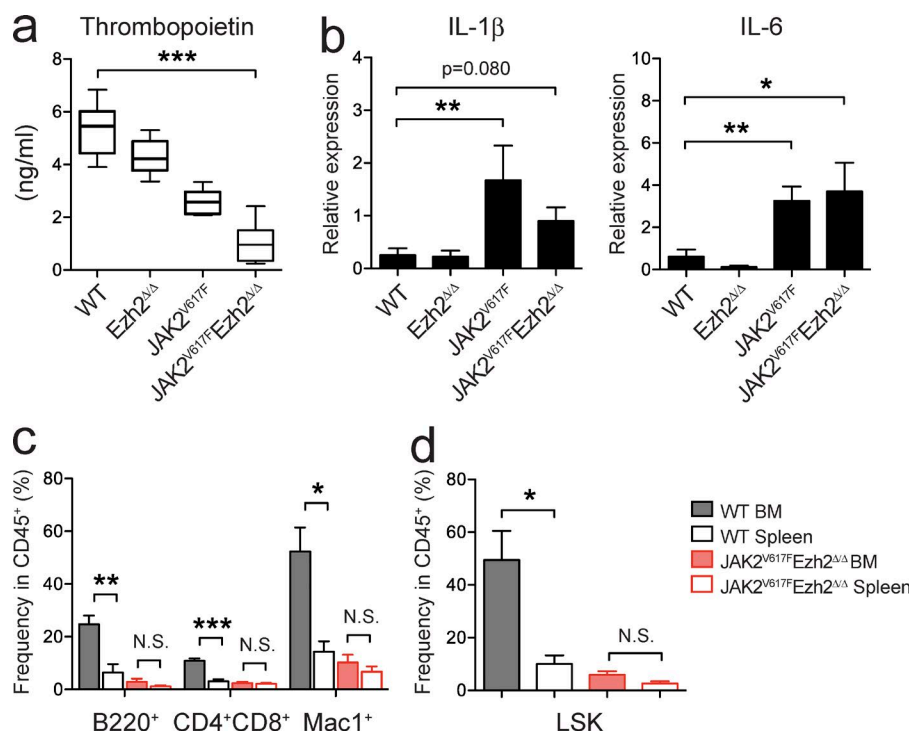 a
Thrombopoietin
***
(ng/ml)
8
6
4
2
0
WT
Ezh2Δ/Δ
JAK2V617F
JAK2V617FEzh2Δ/Δ
b
IL-1β
p=0.080
**
Relative expression
4
3
2
1
0
WT
Ezh2Δ/Δ
JAK2V617F
JAK2V617FEzh2Δ/Δ
IL-6
*
**
Relative expression
10
8
6
4
2
0
WT
Ezh2Δ/Δ
JAK2V617F
JAK2V617FEzh2Δ/Δ
c
Frequency in CD45+ (%)
80
60
40
20
0
**
N.S.
***
N.S.
*
N.S.
B220+
CD4+CD8+
Mac1+
d
Frequency in CD45+ (%)
80
60
40
20
0
*
N.S.
LSK
WT BM
WT Spleen
JAK2V617FEzh2Δ/Δ BM
JAK2V617FEzh2Δ/Δ Spleen